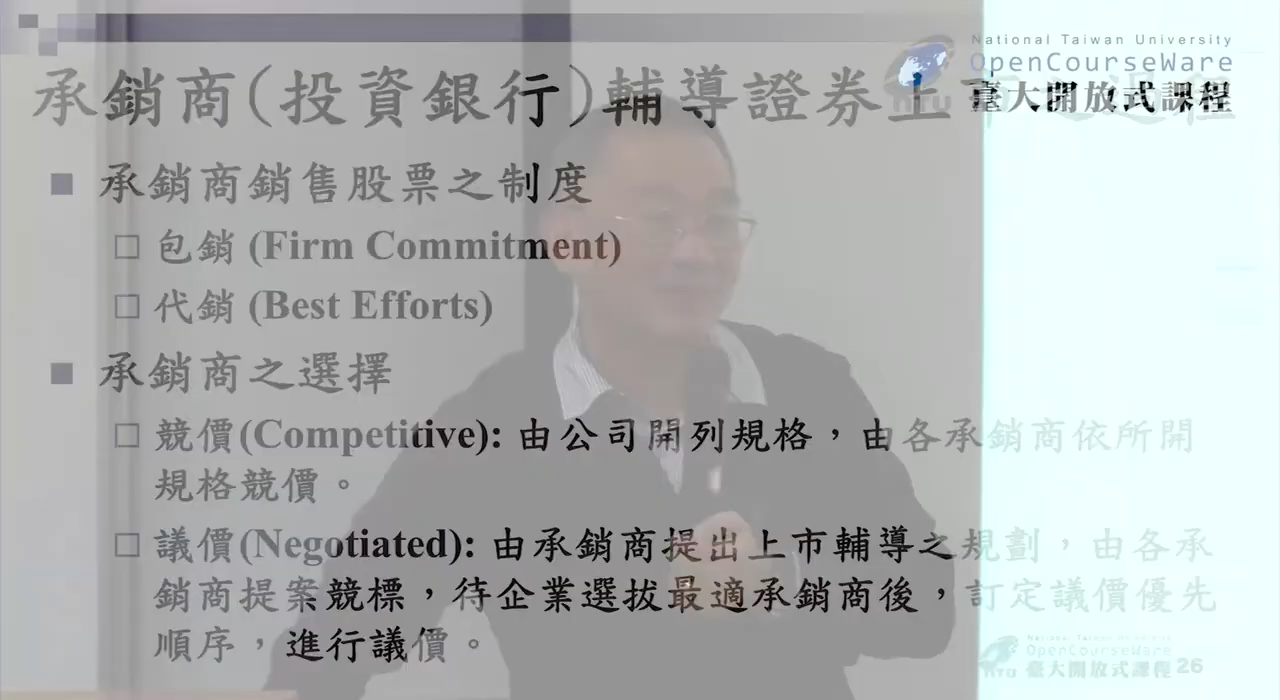 National Taiwan University
OpenCourseWare
臺大開放式課程
承銷商(投資銀行)輔導證券上市之過程
■ 承銷商銷售股票之制度
□ 包銷 (Firm Commitment)
□ 代銷 (Best Efforts)
■ 承銷商之選擇
□ 競價(Competitive): 由公司開列規格，由各承銷商依所開
規格競價。
□ 議價(Negotiated): 由承銷商提出上市輔導之規劃，由各承
銷商提案競標，待企業選拔最適承銷商後，訂定議價優先
順序，進行議價。
National Taiwan University
OpenCourseWare
臺大開放式課程 26